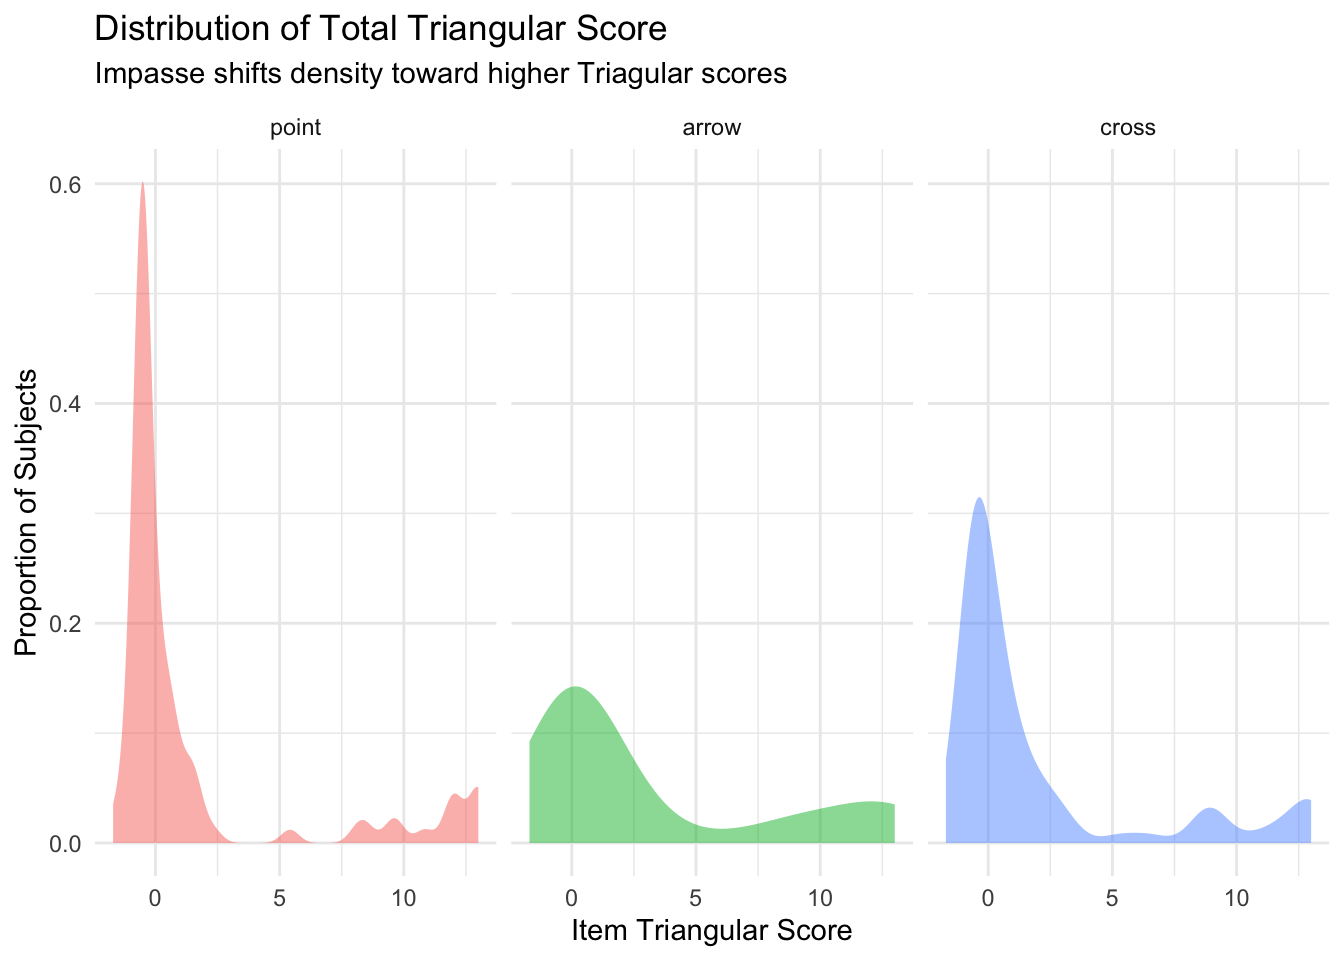 Distribution of Total Triangular Score
Impasse shifts density toward higher Triagular scores
point
arrow
cross
Proportion of Subjects
0.6
0.4
0.2
0.0
0 5 10
0 5 10
0 5 10
Item Triangular Score